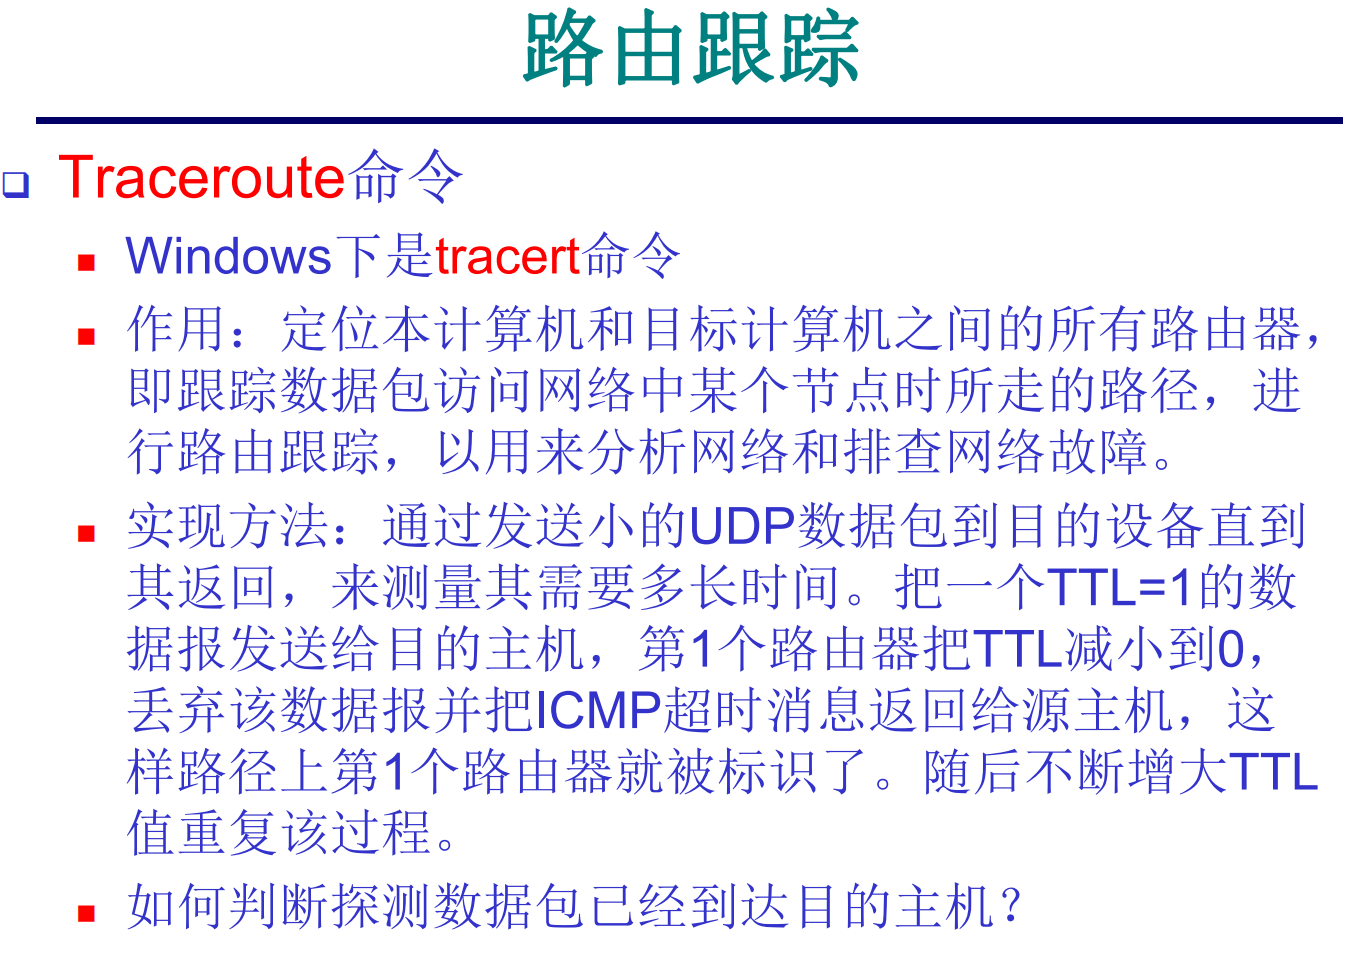 路由跟踪
Traceroute命令
Windows下是tracert命令
作用：定位本计算机和目标计算机之间的所有路由器，
即跟踪数据包访问网络中某个节点时所走的路径，进
行路由跟踪，以用来分析网络和排查网络故障。
实现方法：通过发送小的UDP数据包到目的设备直到
其返回，来测量其需要多长时间。把一个TTL=1的数
据报发送给目的主机，第1个路由器把TTL减小到0，
丢弃该数据报并把ICMP超时消息返回给源主机，这
样路径上第1个路由器就被标识了。随后不断增大TTL
值重复该过程。
如何判断探测数据包已经到达目的主机？